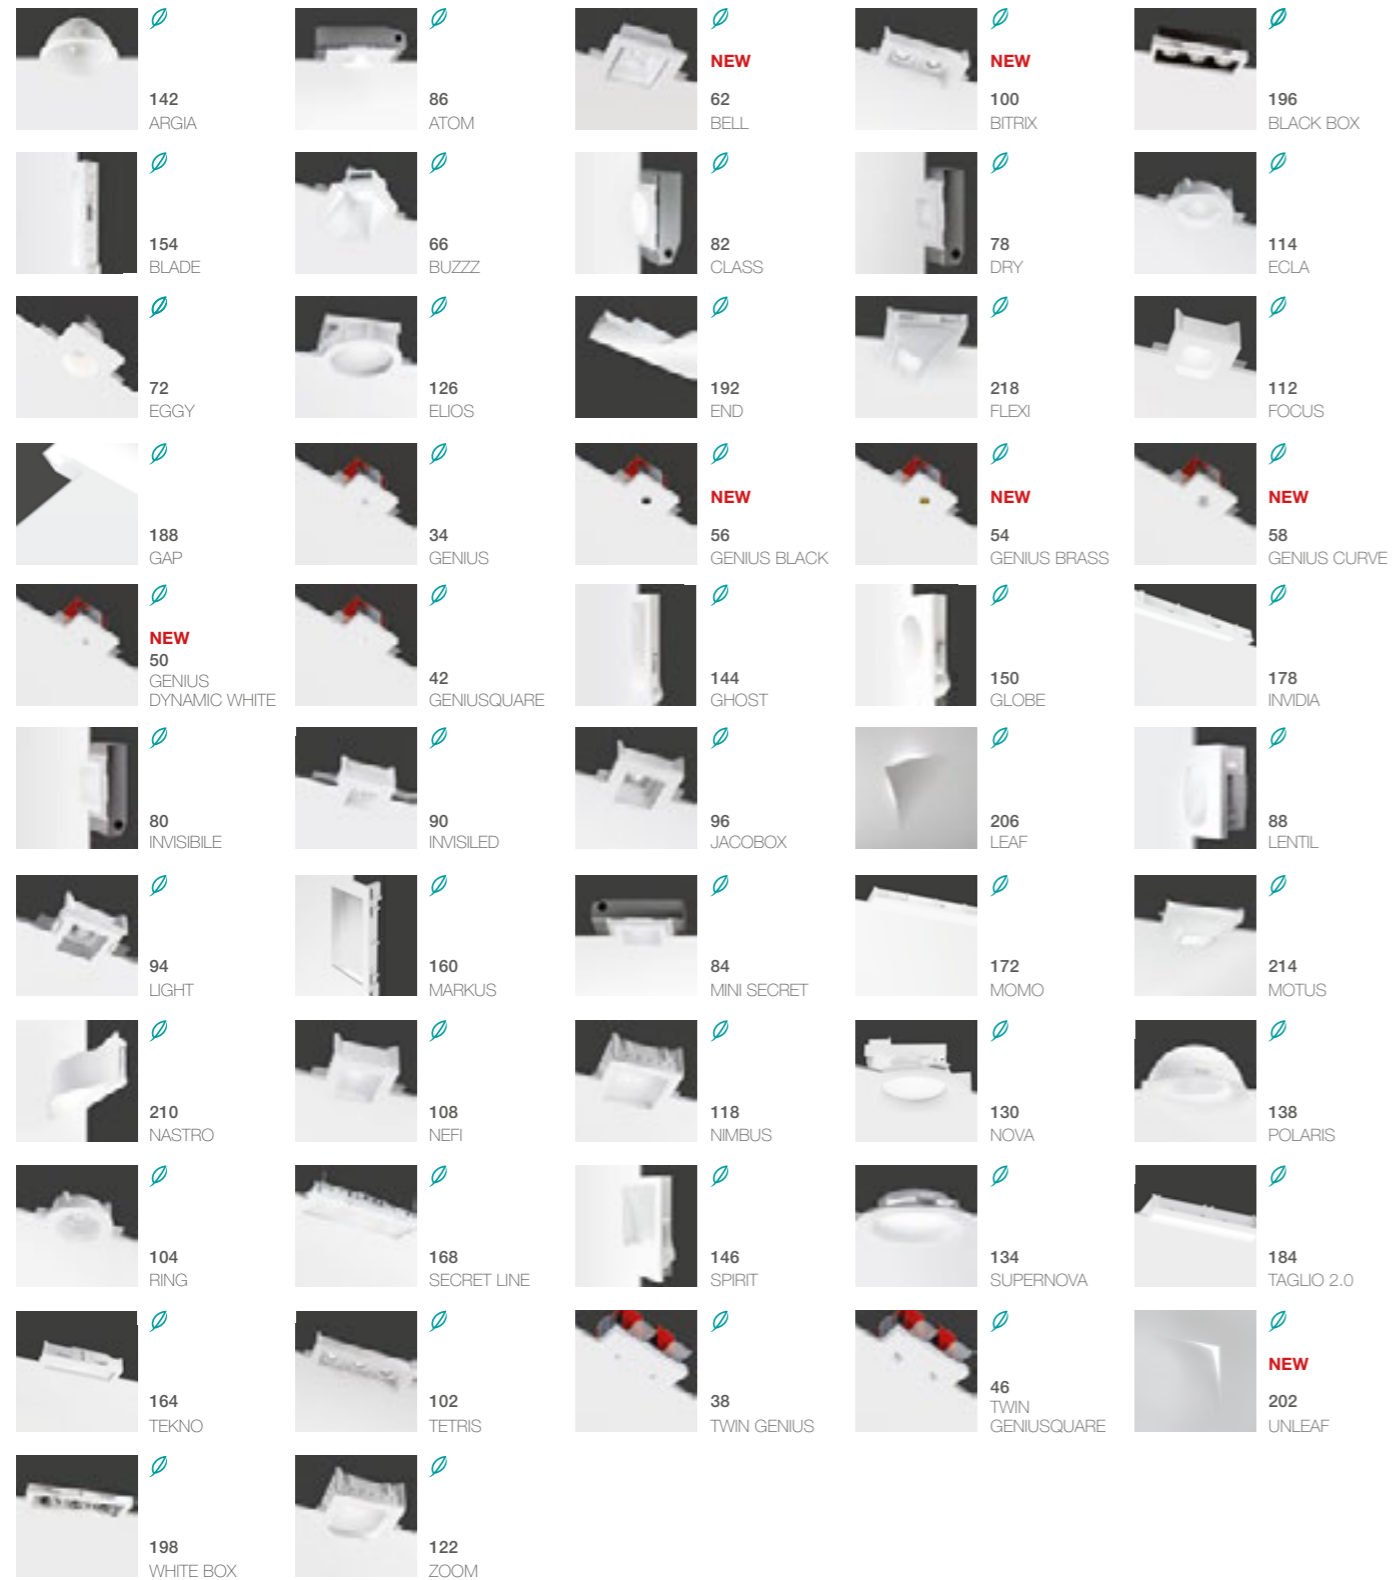 142
ARGIA
86
ATOM
NEW
62
BELL
NEW
100
BITRIX
196
BLACK BOX
154
BLADE
66
BUZZZ
82
CLASS
78
DRY
114
ECLA
72
EGGY
126
ELIOS
192
END
218
FLEXI
112
FOCUS
188
GAP
34
GENIUS
NEW
56
GENIUS BLACK
NEW
54
GENIUS BRASS
NEW
58
GENIUS CURVE
NEW
50
GENIUS
DYNAMIC WHITE
42
GENIUSQUARE
144
GHOST
150
GLOBE
178
INVIDIA
80
INVISIBILE
90
INVISILED
96
JACOBOX
206
LEAF
88
LENTIL
94
LIGHT
160
MARKUS
84
MINI SECRET
172
MOMO
214
MOTUS
210
NASTRO
108
NEFI
118
NIMBUS
130
NOVA
138
POLARIS
104
RING
168
SECRET LINE
146
SPIRIT
134
SUPERNOVA
184
TAGLIO 2.0
164
TEKNO
102
TETRIS
38
TWIN GENIUS
46
TWIN
GENIUSQUARE
NEW
202
UNLEAF
198
WHITE BOX
122
ZOOM